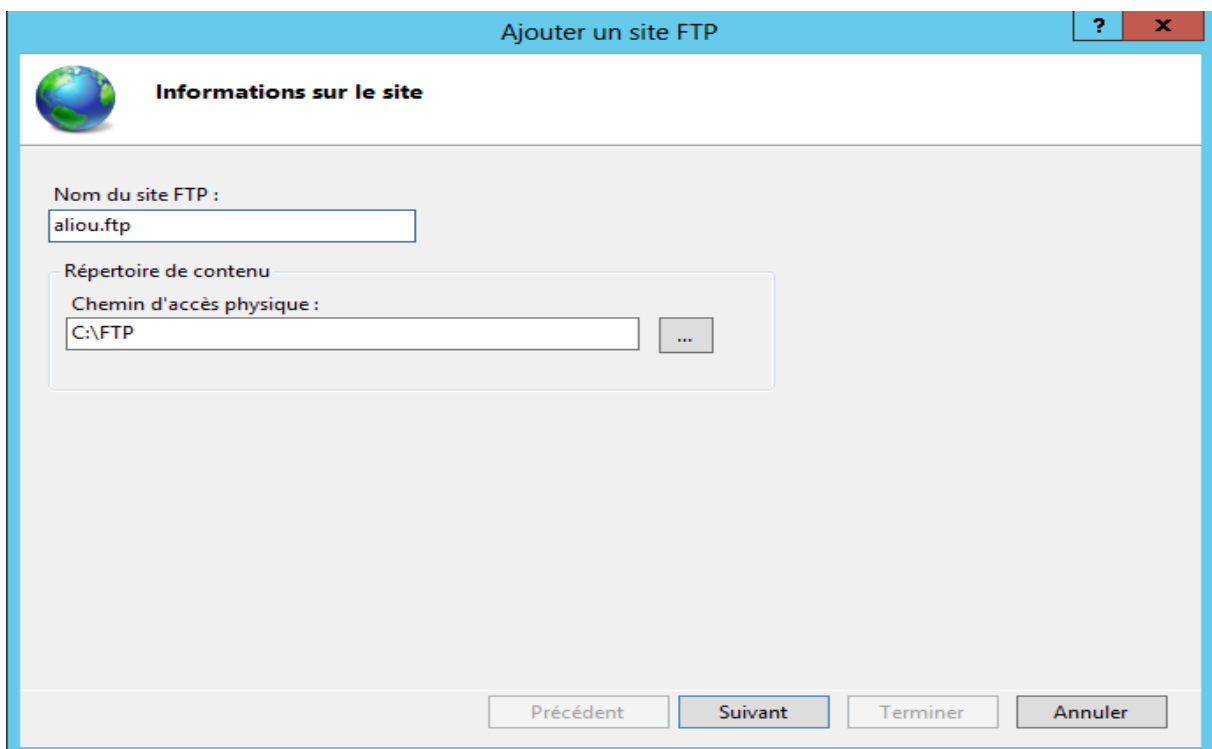 Ajouter un site FTP
? x
Informations sur le site
Nom du site FTP :
aliou.ftp
Répertoire de contenu
Chemin d'accès physique :
C:\FTP
...
Précédent Suivant Terminer Annuler